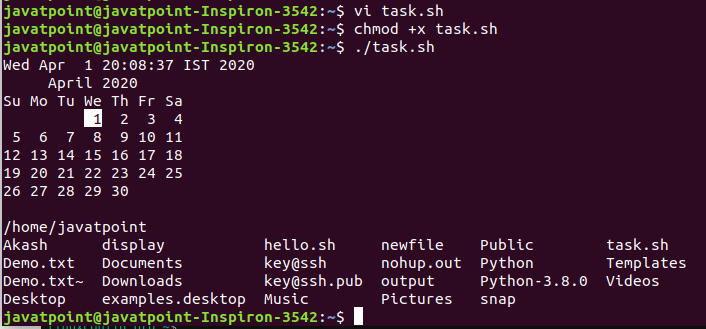 javatpoint@javatpoint-Inspiron-3542:~$ vi task.sh
javatpoint@javatpoint-Inspiron-3542:~$ chmod +x task.sh
javatpoint@javatpoint-Inspiron-3542:~$ ./task.sh
Wed Apr  1 20:08:37 IST 2020
     April 2020
Su Mo Tu We Th Fr Sa
          1  2  3  4
 5  6  7  8  9 10 11
12 13 14 15 16 17 18
19 20 21 22 23 24 25
26 27 28 29 30
/home/javatpoint
Akash      display           hello.sh     newfile    Public        task.sh
Demo.txt   Documents         key@ssh      nohup.out  Python        Templates
Demo.txt~  Downloads         key@ssh.pub  output     Python-3.8.0  Videos
Desktop    examples.desktop  Music        Pictures   snap
javatpoint@javatpoint-Inspiron-3542:~$